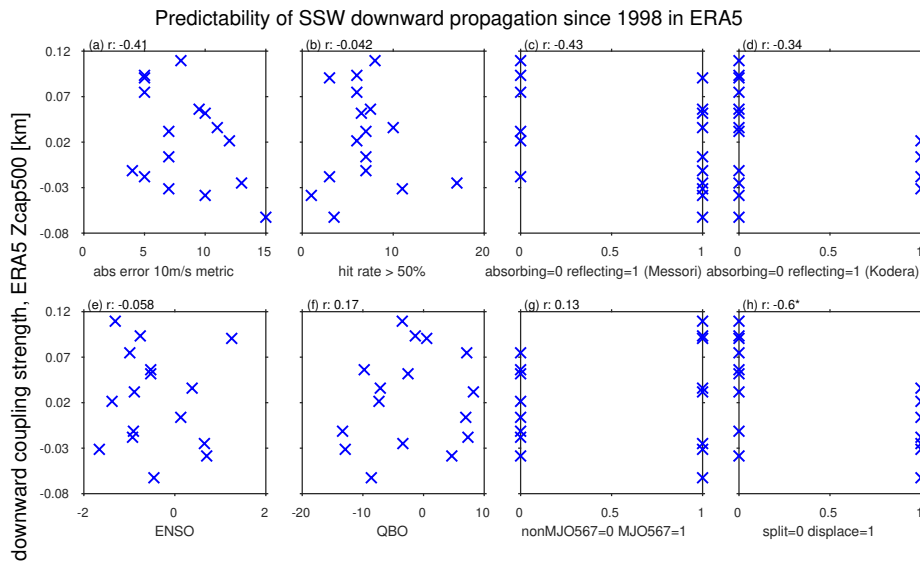 Predictability of SSW downward propagation since 1998 in ERA5
downward coupling strength, ERA5 Zcap500 [km]
(a) r: -0.41
(b) r: -0.042
(c) r: -0.43
(d) r: -0.34
0.12
0.07
0.02
-0.03
-0.08
0 5 10 15
0 10 20
0 0.5 1
0 0.5 1
abs error 10m/s metric
hit rate > 50%
absorbing=0 reflecting=1 (Messori)
absorbing=0 reflecting=1 (Kodera)
(e) r: -0.058
(f) r: 0.17
(g) r: 0.13
(h) r: -0.6*
0.12
0.07
0.02
-0.03
-0.08
-2 0 2
-20 -10 0 10
0 0.5 1
0 0.5 1
ENSO
QBO
nonMJO567=0 MJO567=1
split=0 displace=1